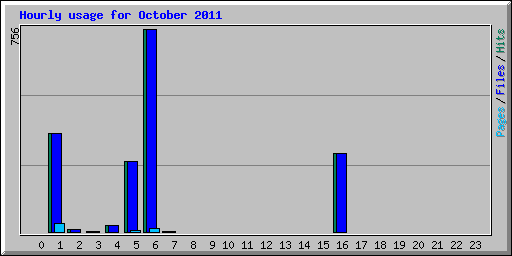 Hourly usage for October 2011
756
Pages/Files/Hits
0 1 2 3 4 5 6 7 8 9 10 11 12 13 14 15 16 17 18 19 20 21 22 23